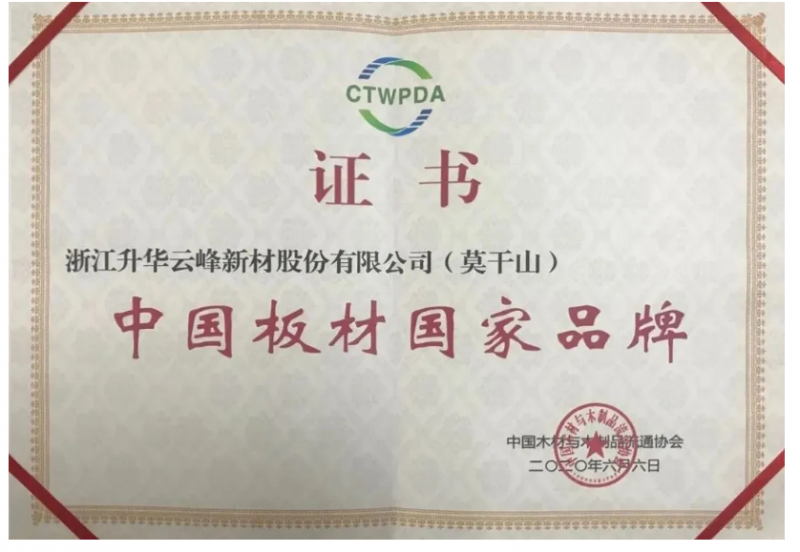 CTWPDA
证书
浙江升华云峰新材股份有限公司（莫干山）
中国板材国家品牌
中国木材与木制品流通协会
二〇二〇年六月六日